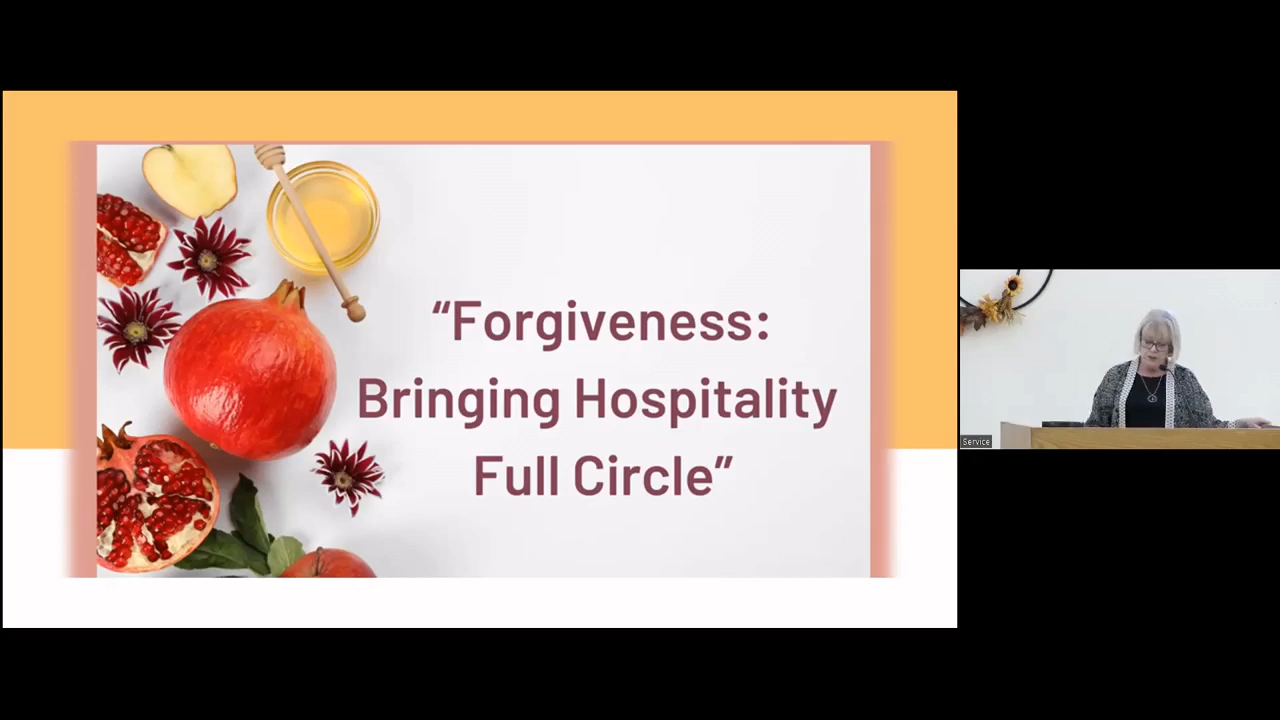 “Forgiveness:
Bringing Hospitality
Full Circle”
Service